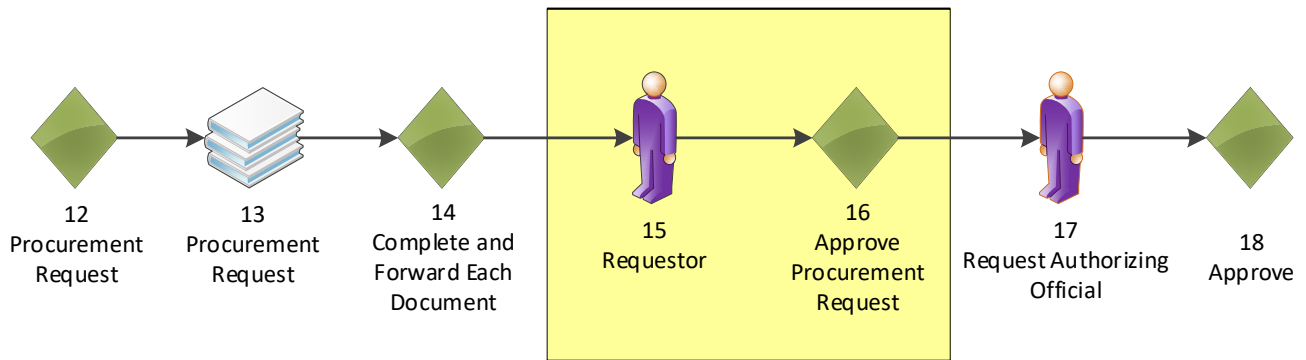 12
Procurement
Request
13
Procurement
Request
14
Complete and
Forward Each
Document
15
Requestor
16
Approve
Procurement
Request
17
Request Authorizing
Official
18
Approve